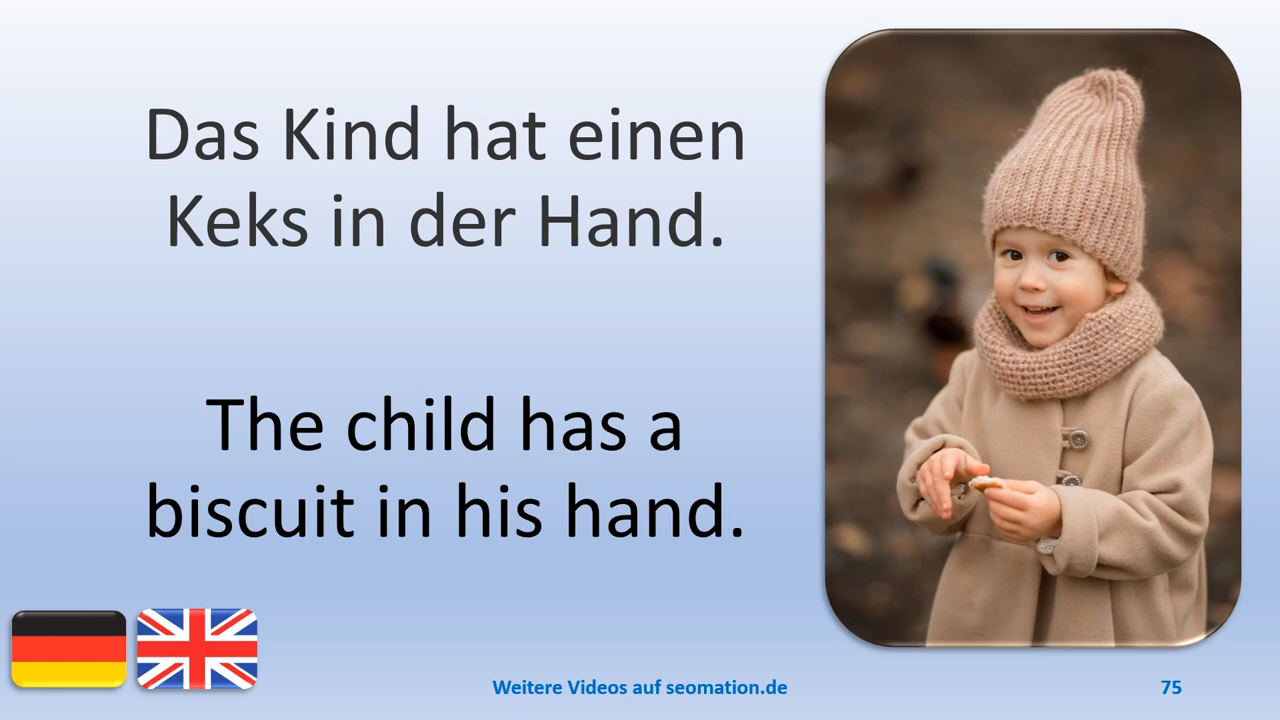 Das Kind hat einen
Keks in der Hand.
The child has a
biscuit in his hand.
Weitere Videos auf seomation.de
75